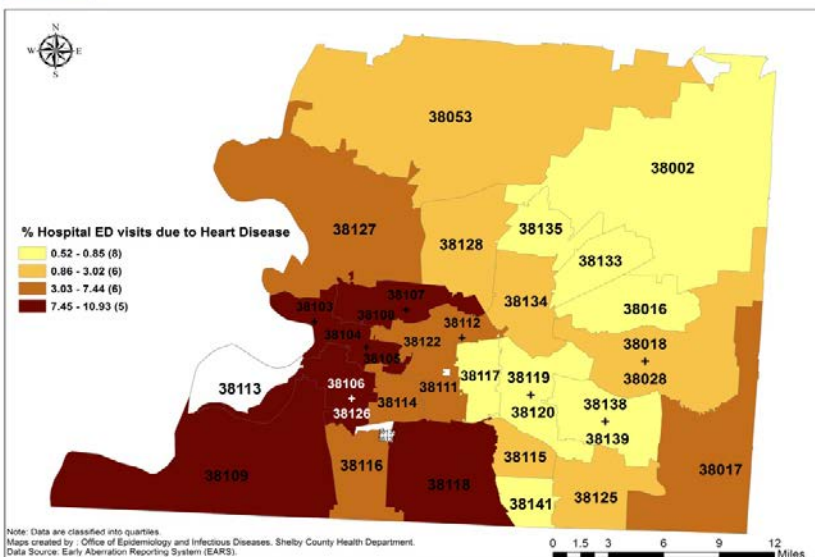 N
W E
S
38053
38002
% Hospital ED visits due to Heart Disease
0.52 - 0.85 (8)
0.86 - 3.02 (6)
3.03 - 7.44 (6)
7.45 - 10.93 (5)
38127
38128
38135
38133
38016
38134
38107
38103
38108
38112
38104
38122
38105
38018
38028
38113
38106
38126
38114
38111
38117
38119
38120
38138
38139
38109
38116
38118
38115
38141
38125
38017
Note: Data are classified into quartiles.
Maps created by : Office of Epidemiology and Infectious Diseases, Shelby County Health Department.
Data Source: Early Aberration Reporting System (EARS).
0 1.5 3 6 9 12
Miles